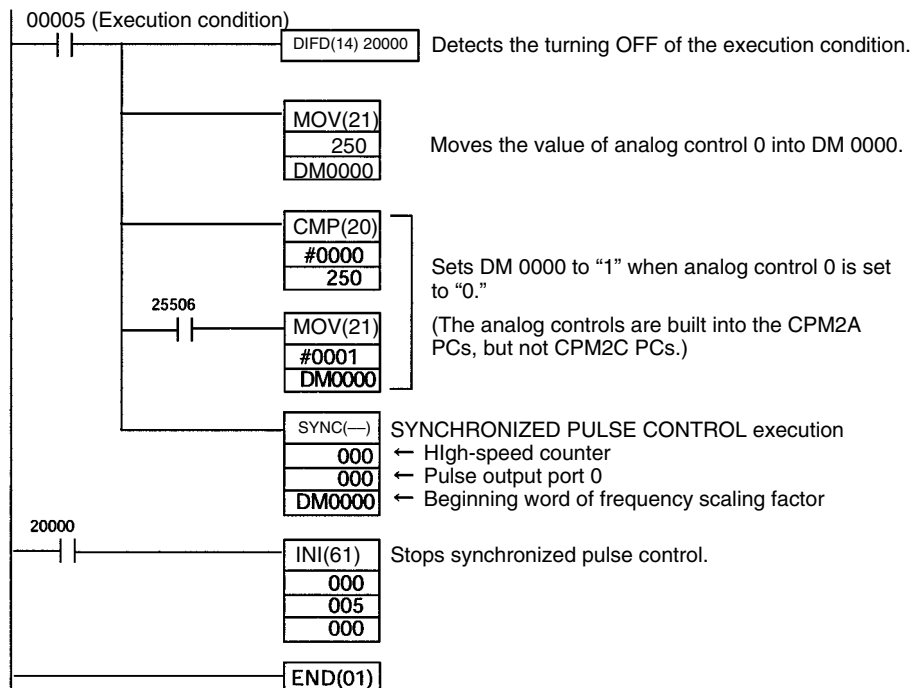 00005 (Execution condition)
DIFD(14) 20000
Detects the turning OFF of the execution condition.
MOV(21)
250
DM0000
Moves the value of analog control 0 into DM 0000.
CMP(20)
#0000
250
Sets DM 0000 to “1” when analog control 0 is set
to “0.”
(The analog controls are built into the CPM2A
PCs, but not CPM2C PCs.)
25506
MOV(21)
#0001
DM0000
SYNC(––)
SYNCHRONIZED PULSE CONTROL execution
000
← HIgh-speed counter
000
← Pulse output port 0
DM0000
← Beginning word of frequency scaling factor
20000
INI(61)
Stops synchronized pulse control.
000
005
000
END(01)